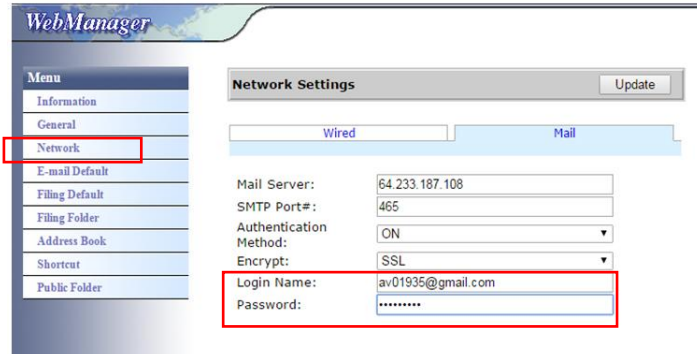 WebManager
Menu
Information
General
Network
E-mail Default
Filing Default
Filing Folder
Address Book
Shortcut
Public Folder
Network Settings
Update
Wired
Mail
Mail Server: 64.233.187.108
SMTP Port#: 465
Authentication
Method: ON
Encrypt: SSL
Login Name: av01935@gmail.com
Password: •••••••••